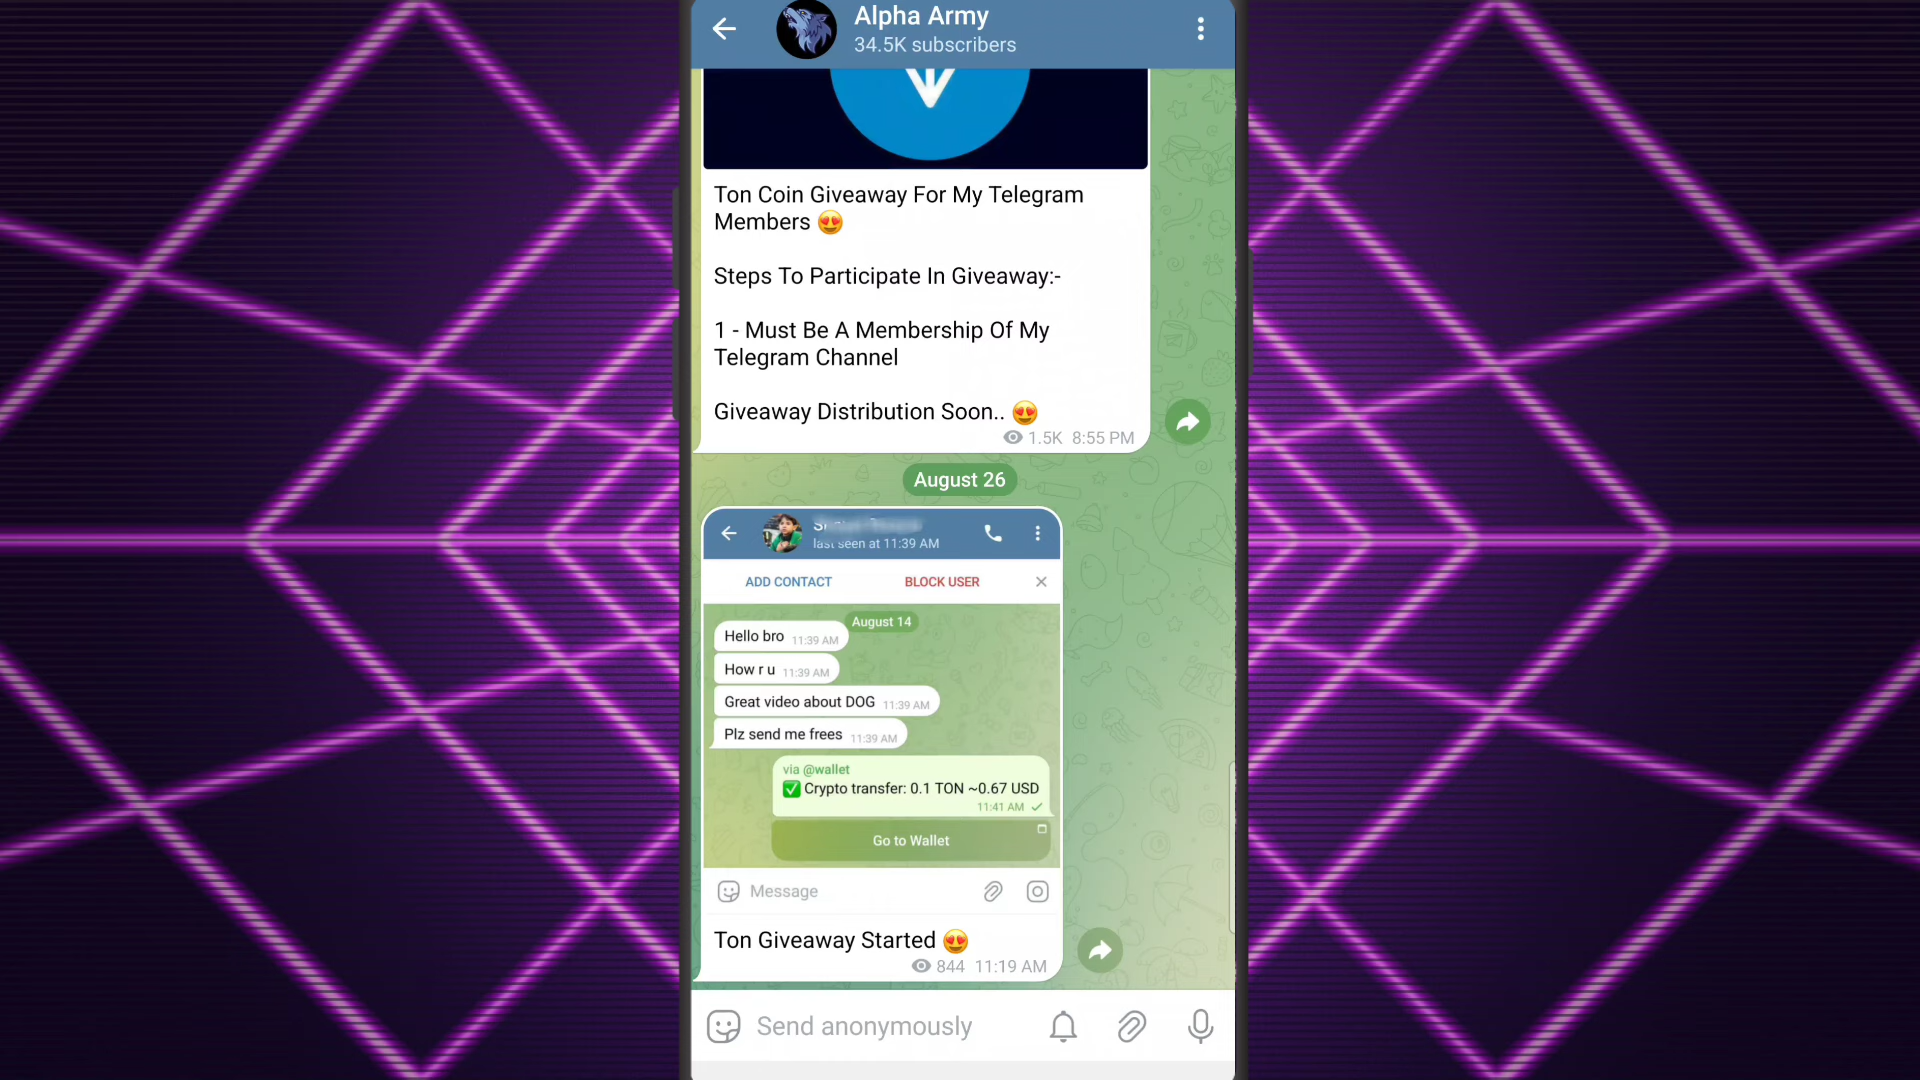 Alpha Army
34.5K subscribers
Ton Coin Giveaway For My Telegram
Members 😍
Steps To Participate In Giveaway:-
1 - Must Be A Membership Of My
Telegram Channel
Giveaway Distribution Soon.. 😍
1.5K 8:55 PM
August 26
last seen at 11:39 AM
ADD CONTACT BLOCK USER
August 14
Hello bro 11:39 AM
How r u 11:39 AM
Great video about DOG 11:39 AM
Plz send me frees 11:39 AM
via @wallet
✅ Crypto transfer: 0.1 TON ~0.67 USD
11:41 AM
Go to Wallet
Message
Ton Giveaway Started 😍
844 11:19 AM
Send anonymously